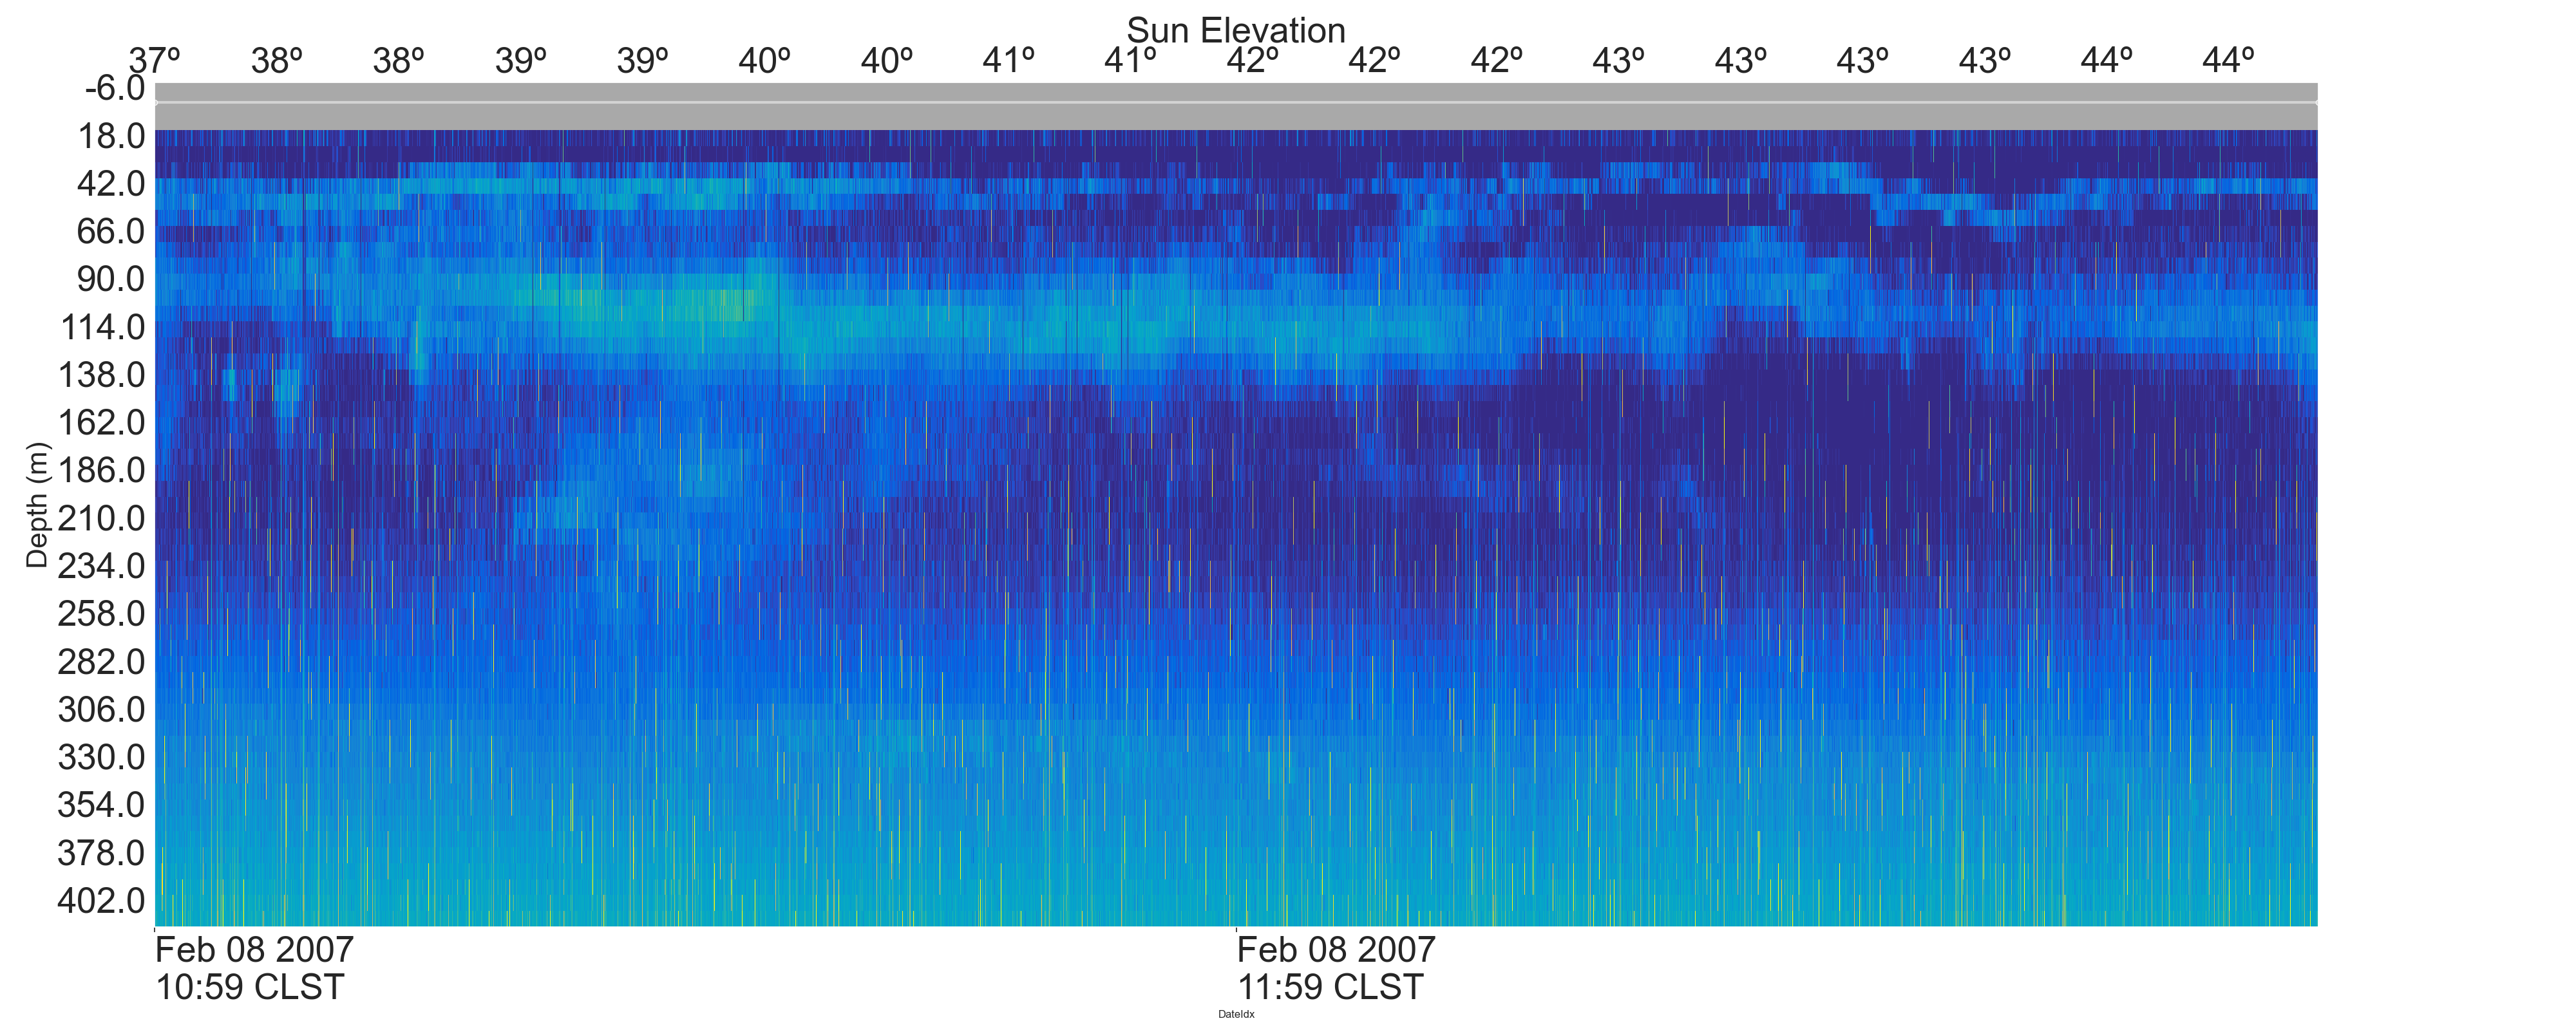 Sun Elevation
37º 38º 38º 39º 39º 40º 40º 41º 41º 42º 42º 42º 43º 43º 43º 43º 44º 44º
-6.0
18.0
42.0
66.0
90.0
114.0
138.0
162.0
186.0
210.0
234.0
258.0
282.0
306.0
330.0
354.0
378.0
402.0
Depth (m)
Feb 08 2007
10:59 CLST
Feb 08 2007
11:59 CLST
DateIdx